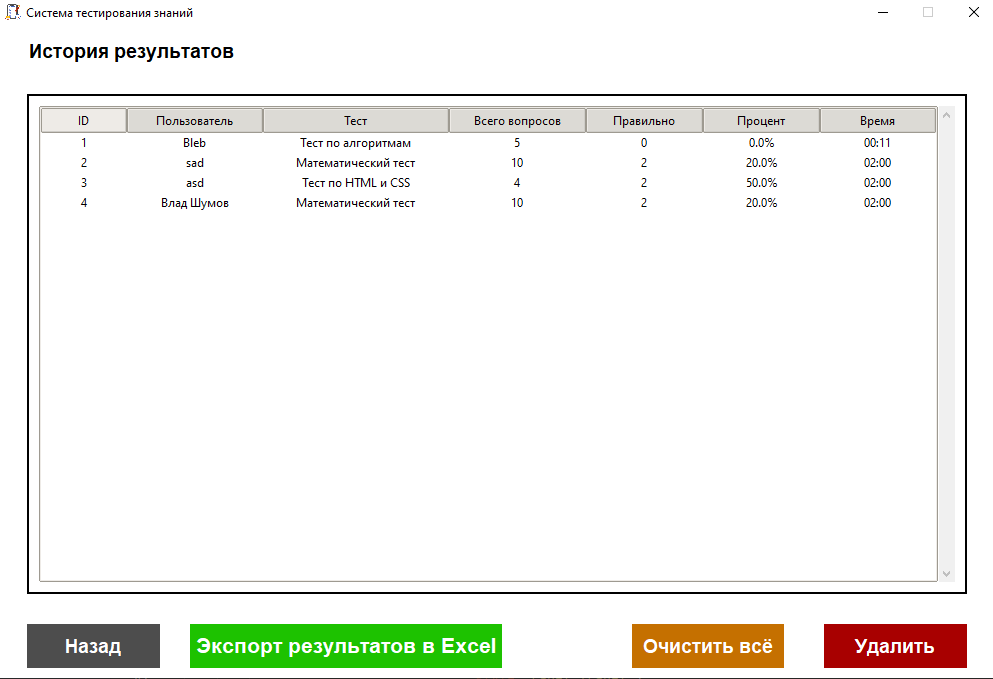 Система тестирования знаний
История результатов
ID Пользователь Тест Всего вопросов Правильно Процент Время
1 Bleb Тест по алгоритмам 5 0 0.0% 00:11
2 sad Математический тест 10 2 20.0% 02:00
3 asd Тест по HTML и CSS 4 2 50.0% 02:00
4 Влад Шумов Математический тест 10 2 20.0% 02:00
Назад Экспорт результатов в Excel Очистить всё Удалить